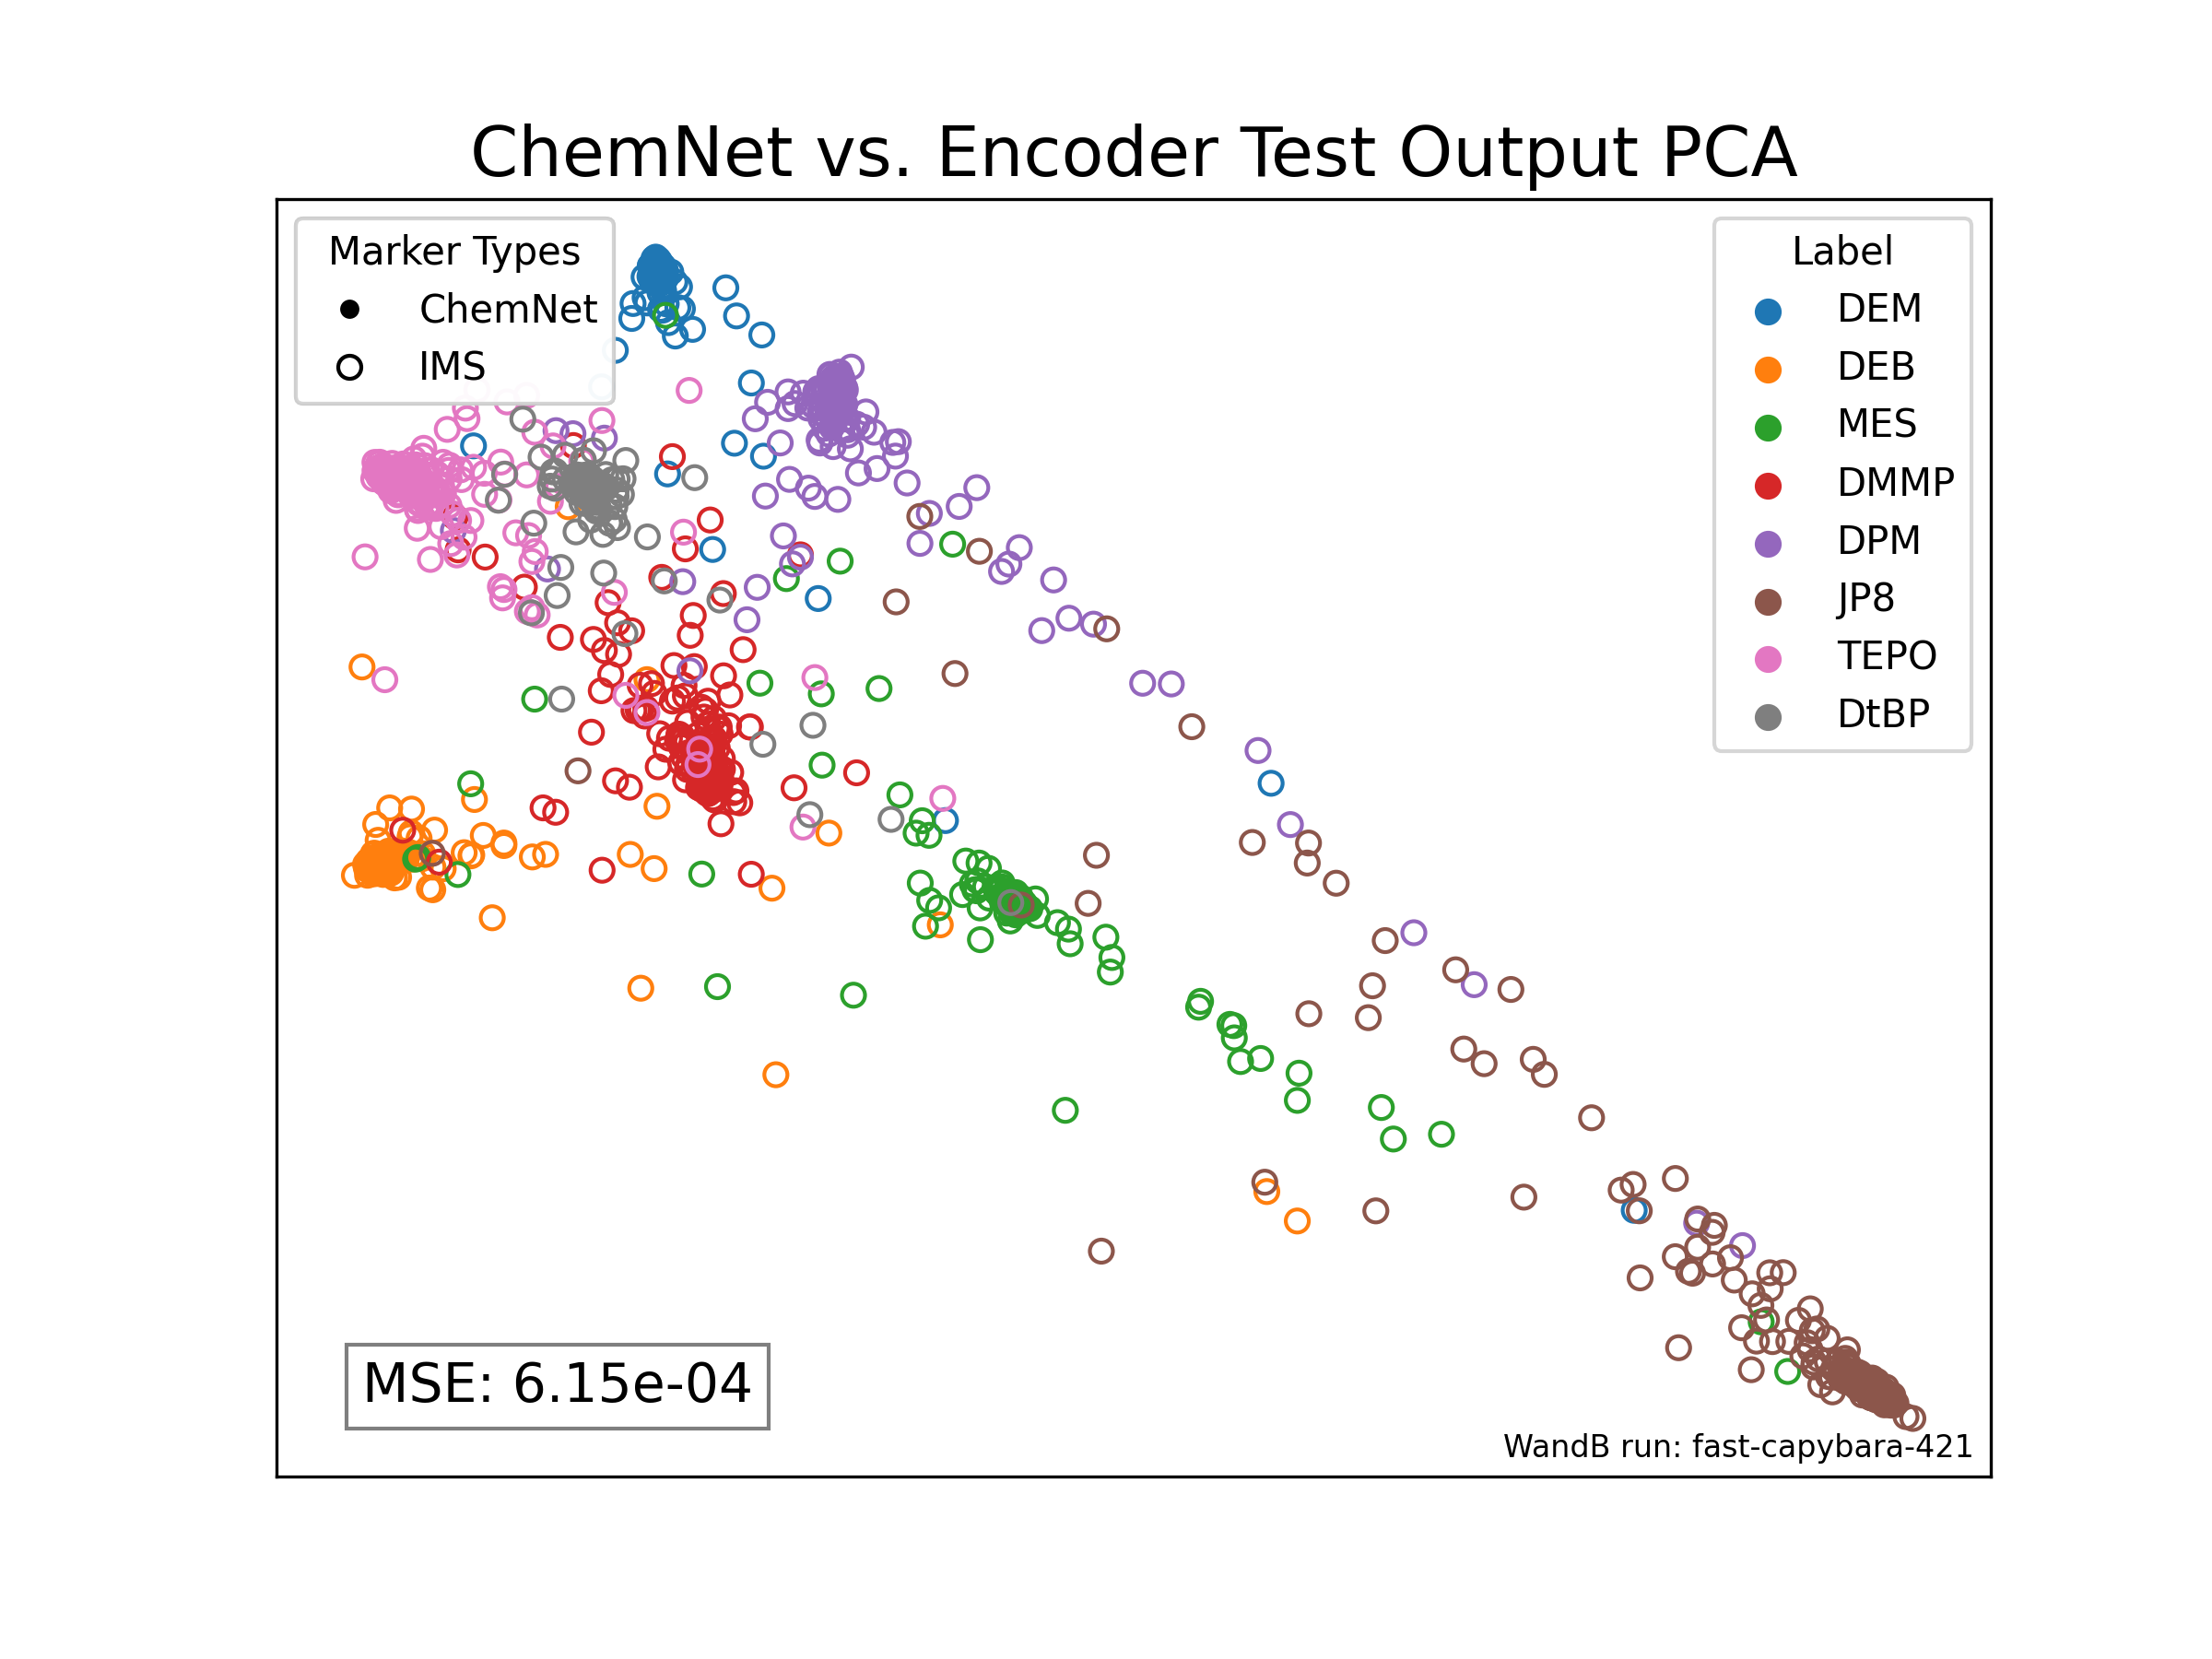 ChemNet vs. Encoder Test Output PCA
Marker Types
ChemNet
IMS
Label
DEM
DEB
MES
DMMP
DPM
JP8
TEPO
DtBP
MSE: 6.15e-04
WandB run: fast-capybara-421